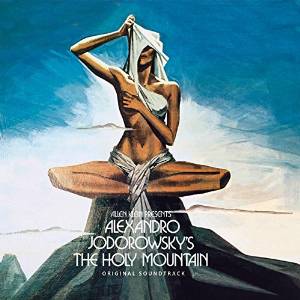 ALLEN KLEIN PRESENTS
ALEXANDRO
JODOROWSKY'S
THE HOLY MOUNTAIN
ORIGINAL SOUNDTRACK